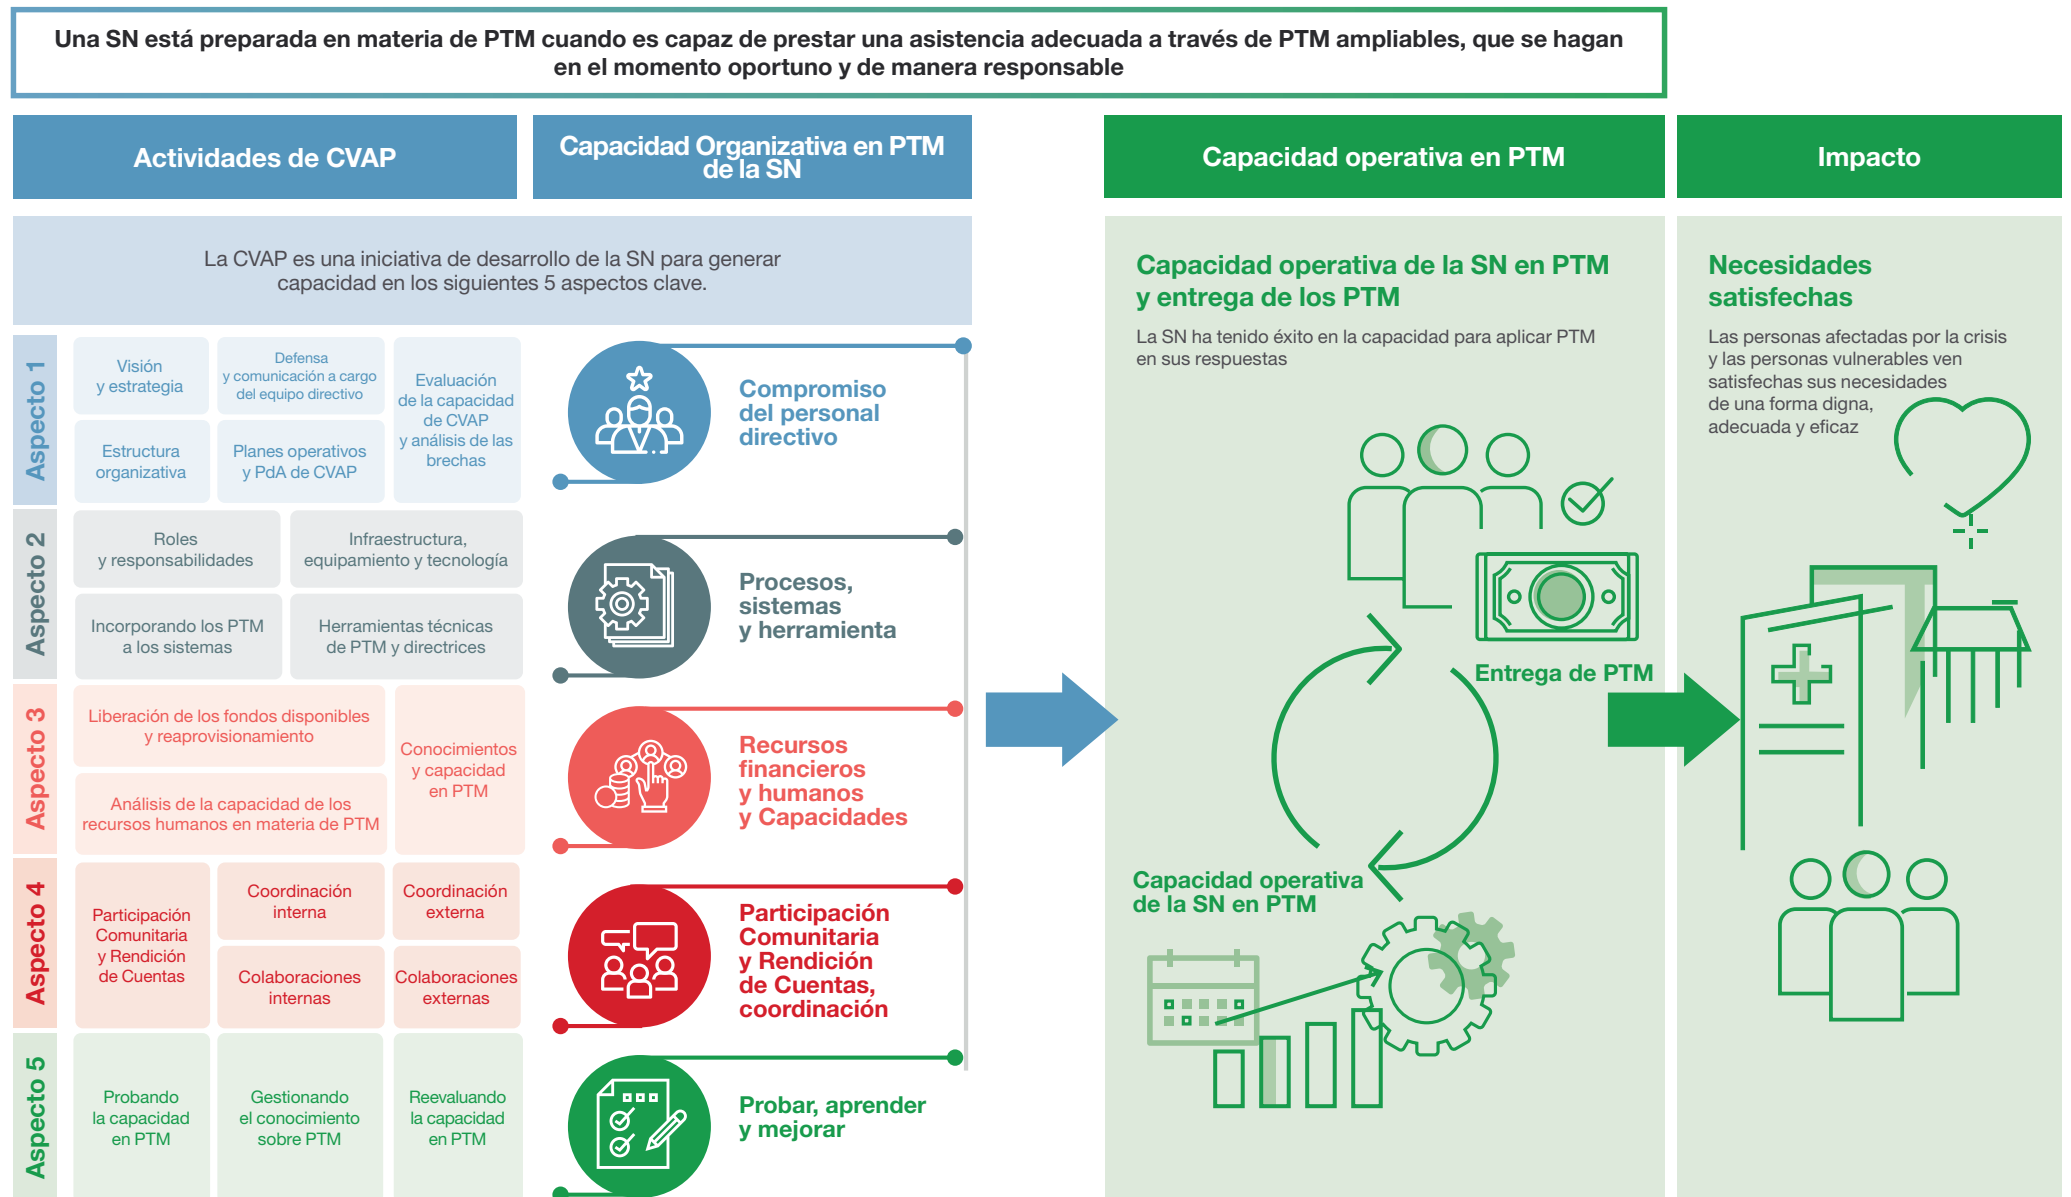 Una SN está preparada en materia de PTM cuando es capaz de prestar una asistencia adecuada a través de PTM ampliables, que se hagan
en el momento oportuno y de manera responsable
Actividades de CVAP
Capacidad Organizativa en PTM
de la SN
Capacidad operativa en PTM
Impacto
La CVAP es una iniciativa de desarrollo de la SN para generar
capacidad en los siguientes 5 aspectos clave.
Aspecto 1
Visión
y estrategia
Defensa
y comunicación a cargo
del equipo directivo
Evaluación
de la capacidad
de CVAP
y análisis de las
brechas
Estructura
organizativa
Planes operativos
y PdA de CVAP
Compromiso
del personal
directivo
Aspecto 2
Roles
y responsabilidades
Infraestructura,
equipamiento y tecnología
Incorporando los PTM
a los sistemas
Herramientas técnicas
de PTM y directrices
Procesos,
sistemas
y herramienta
Aspecto 3
Liberación de los fondos disponibles
y reaprovisionamiento
Conocimientos
y capacidad
en PTM
Análisis de la capacidad de los
recursos humanos en materia de PTM
Recursos
financieros
y humanos
y Capacidades
Aspecto 4
Participación
Comunitaria
y Rendición
de Cuentas
Coordinación
interna
Coordinación
externa
Colaboraciones
internas
Colaboraciones
externas
Participación
Comunitaria
y Rendición
de Cuentas,
coordinación
Aspecto 5
Probando
la capacidad
en PTM
Gestionando
el conocimiento
sobre PTM
Reevaluando
la capacidad
en PTM
Probar, aprender
y mejorar
Capacidad operativa de la SN en PTM
y entrega de los PTM
La SN ha tenido éxito en la capacidad para aplicar PTM
en sus respuestas
Entrega de PTM
Capacidad operativa
de la SN en PTM
Necesidades
satisfechas
Las personas afectadas por la crisis
y las personas vulnerables ven
satisfechas sus necesidades
de una forma digna,
adecuada y eficaz